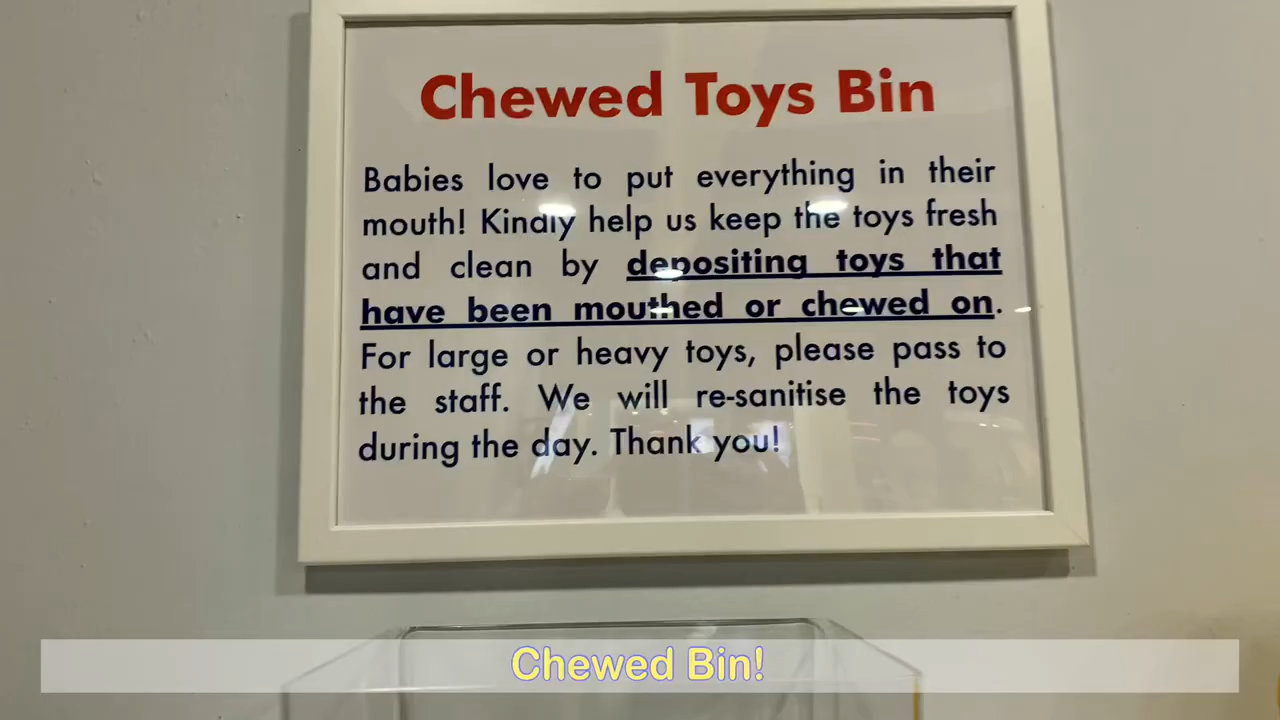 Chewed Toys Bin
Babies love to put everything in their
mouth! Kindly help us keep the toys fresh
and clean by depositing toys that
have been mouthed or chewed on.
For large or heavy toys, please pass to
the staff. We will re-sanitise the toys
during the day. Thank you!
Chewed Bin!